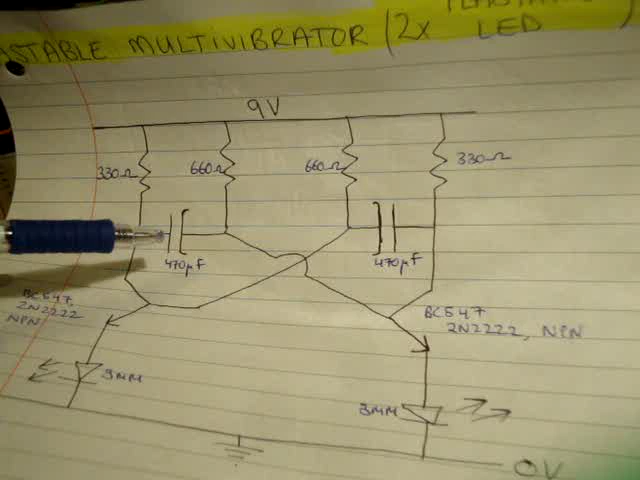 ASTABLE MULTIVIBRATOR (2x
LED
9V
330Ω
660Ω
660Ω
330Ω
470µF
470µF
BC547,
2N2222
NPN
BC547
2N2222, NPN
3MM
3MM
0V